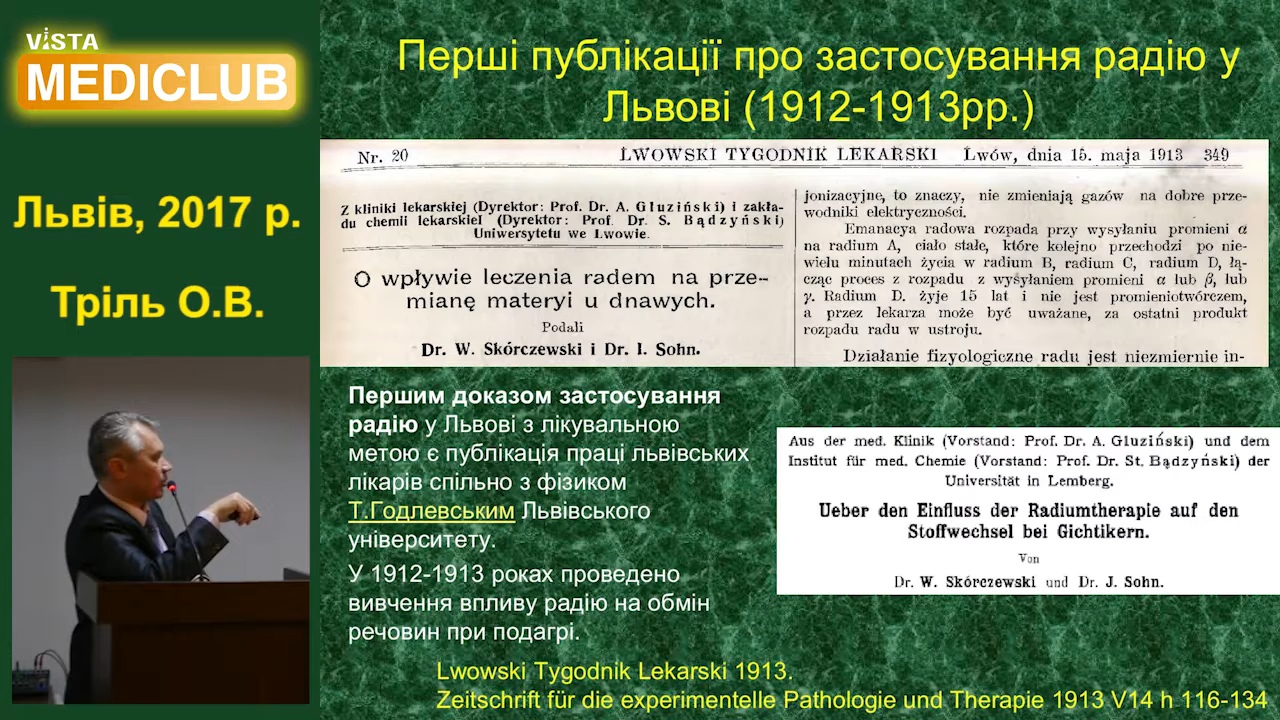 VISTA
MEDICLUB
Львів, 2017 р.
Тріль О.В.
Перші публікації про застосування радію у
Львові (1912-1913рр.)
Nr. 20 LWOWSKI TYGODNIK LEKARSKI Lwów, dnia 15. maja 1913 349
Z kliniki lekarskiej (Dyrektor: Prof. Dr. A. Gluziński) i zakła-
du chemii lekarskiej (Dyrektor: Prof. Dr. S. Bądzyński)
Uniwersytetu we Lwowie.
O wpływie leczenia radem na prze-
mianę materyi u dnawych.
Podali
Dr. W. Skórczewski i Dr. I. Sohn.
jonizacyjne, to znaczy, nie zmieniają gazów na dobre prze-
wodniki elektryczności.
Emanacya radowa rozpada przy wysyłaniu promieni α
na radium A, ciało stałe, które kolejno przechodzi po nie-
wielu minutach życia w radium B, radium C, radium D, łą-
cząc proces z rozpadu z wysyłaniem promieni α lub β, lub
γ. Radium D. żyje 15 lat i nie jest promieniotwórczem,
a przez lekarza może być uważane, za ostatni produkt
rozpadu radu w ustroju.
Działanie fizyologiczne radu jest niezmiernie in-
Першим доказом застосування
радію у Львові з лікувальною
метою є публікація праці львівських
лікарів спільно з фізиком
Т.Годлевським Львівського
університету.
У 1912-1913 роках проведено
вивчення впливу радію на обмін
речовин при подагрі.
Aus der med. Klinik (Vorstand: Prof. Dr. A. Gluziński) und dem
Institut für med. Chemie (Vorstand: Prof. Dr. St. Bądzyński) der
Universität in Lemberg.
Ueber den Einfluss der Radiumtherapie auf den
Stoffwechsel bei Gichtikern.
Von
Dr. W. Skórczewski und Dr. J. Sohn.
Lwowski Tygodnik Lekarski 1913.
Zeitschrift für die experimentelle Pathologie und Therapie 1913 V14 h 116-134